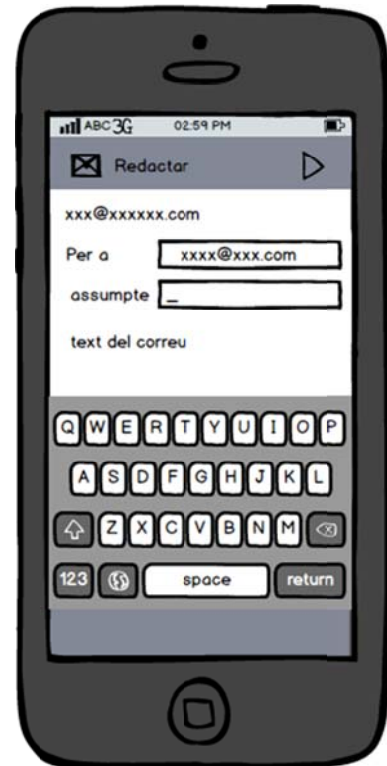 ABC 3G 02:59 PM
Redactar
xxx@xxxxxx.com
Per a xxxx@xxx.com
assumpte _
text del correu
Q W E R T Y U I O P
A S D F G H J K L
Z X C V B N M
123 space return